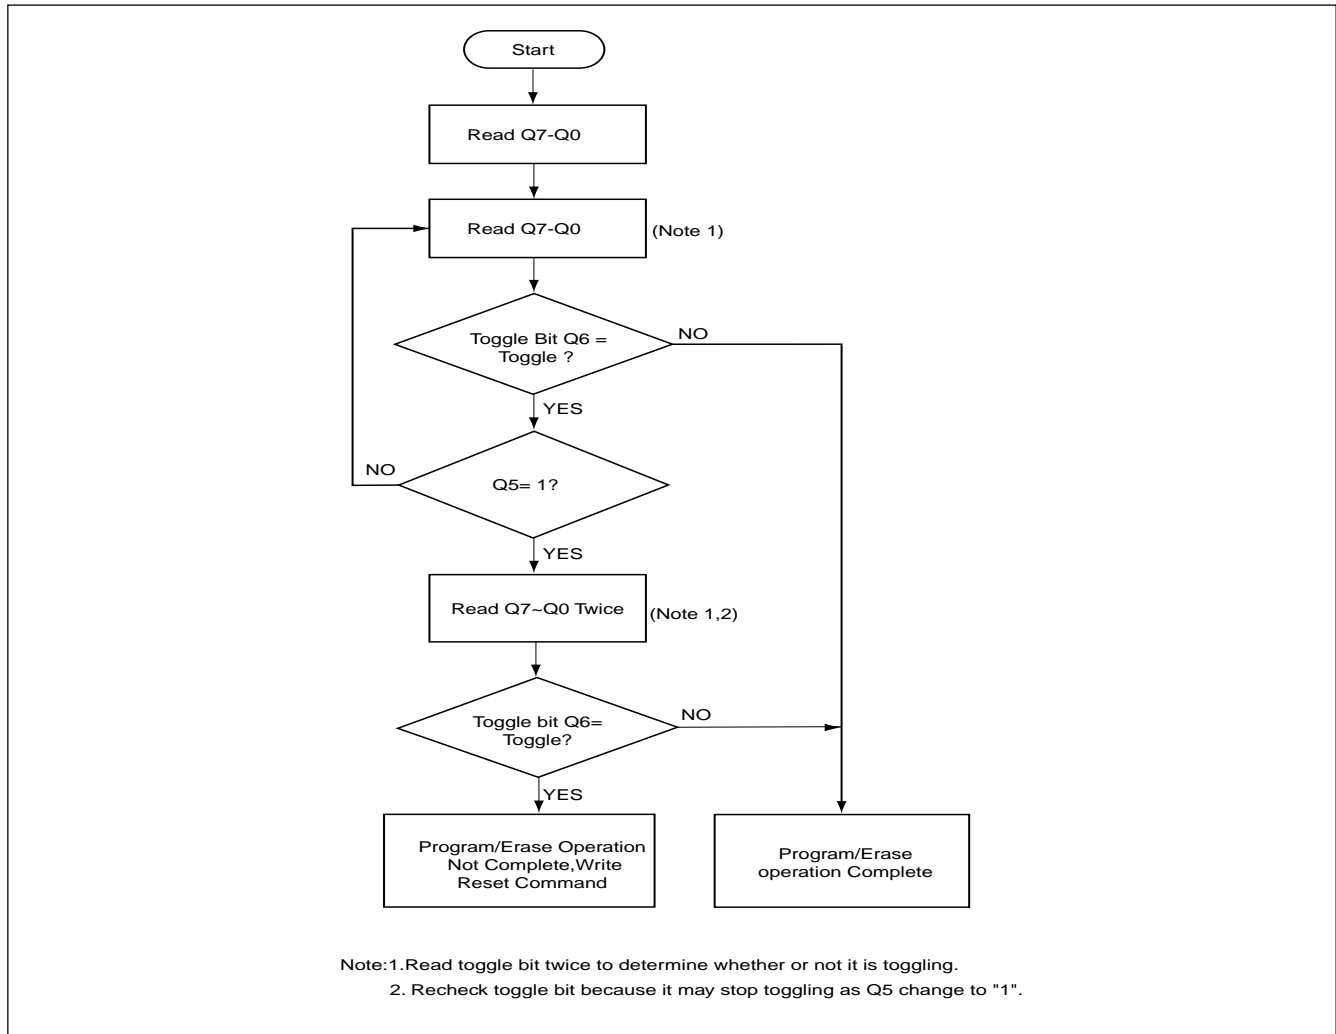 Start
Read Q7-Q0
Read Q7-Q0
(Note 1)
Toggle Bit Q6 =
Toggle ?
NO
YES
NO
Q5= 1?
YES
Read Q7~Q0 Twice
(Note 1,2)
Toggle bit Q6=
Toggle?
NO
YES
Program/Erase Operation
Not Complete,Write
Reset Command
Program/Erase
operation Complete
Note:1.Read toggle bit twice to determine whether or not it is toggling.
2. Recheck toggle bit because it may stop toggling as Q5 change to "1".